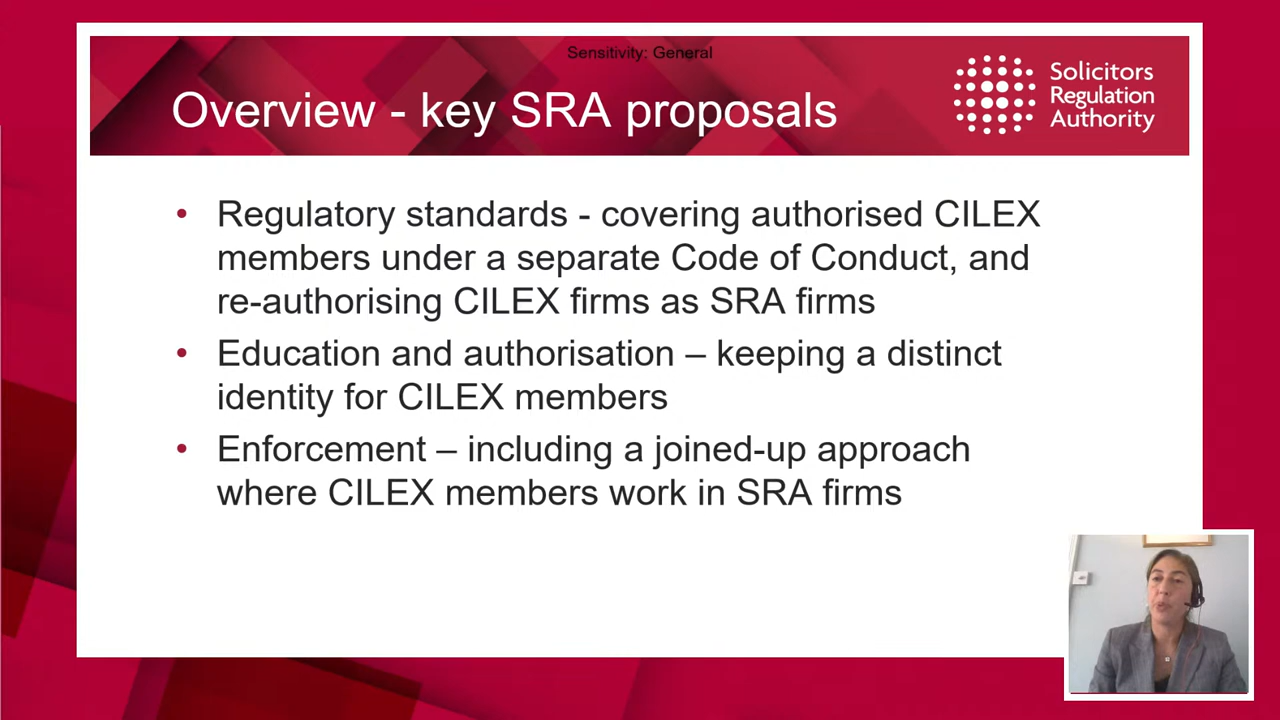 Sensitivity: General
Overview - key SRA proposals
Solicitors
Regulation
Authority
• Regulatory standards - covering authorised CILEX
members under a separate Code of Conduct, and
re-authorising CILEX firms as SRA firms
• Education and authorisation – keeping a distinct
identity for CILEX members
• Enforcement – including a joined-up approach
where CILEX members work in SRA firms